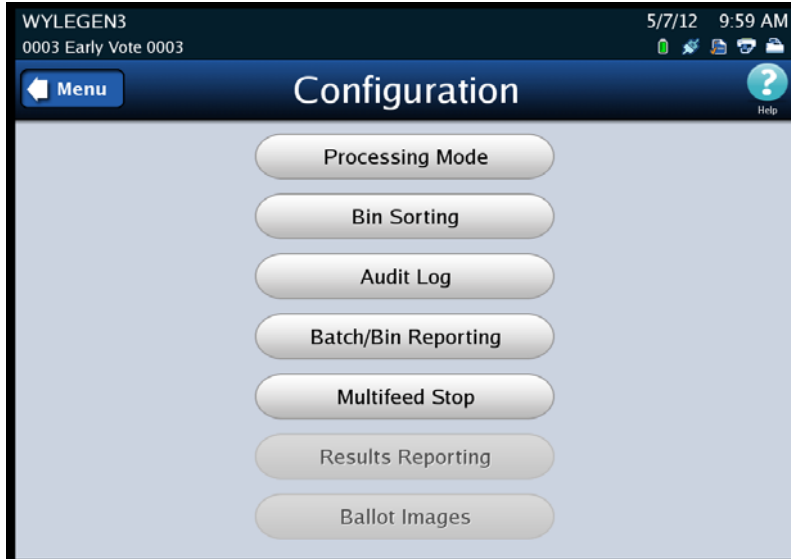 WYLEGEN3 5/7/12 9:59 AM
0003 Early Vote 0003
Menu Configuration
Help
Processing Mode
Bin Sorting
Audit Log
Batch/Bin Reporting
Multifeed Stop
Results Reporting
Ballot Images